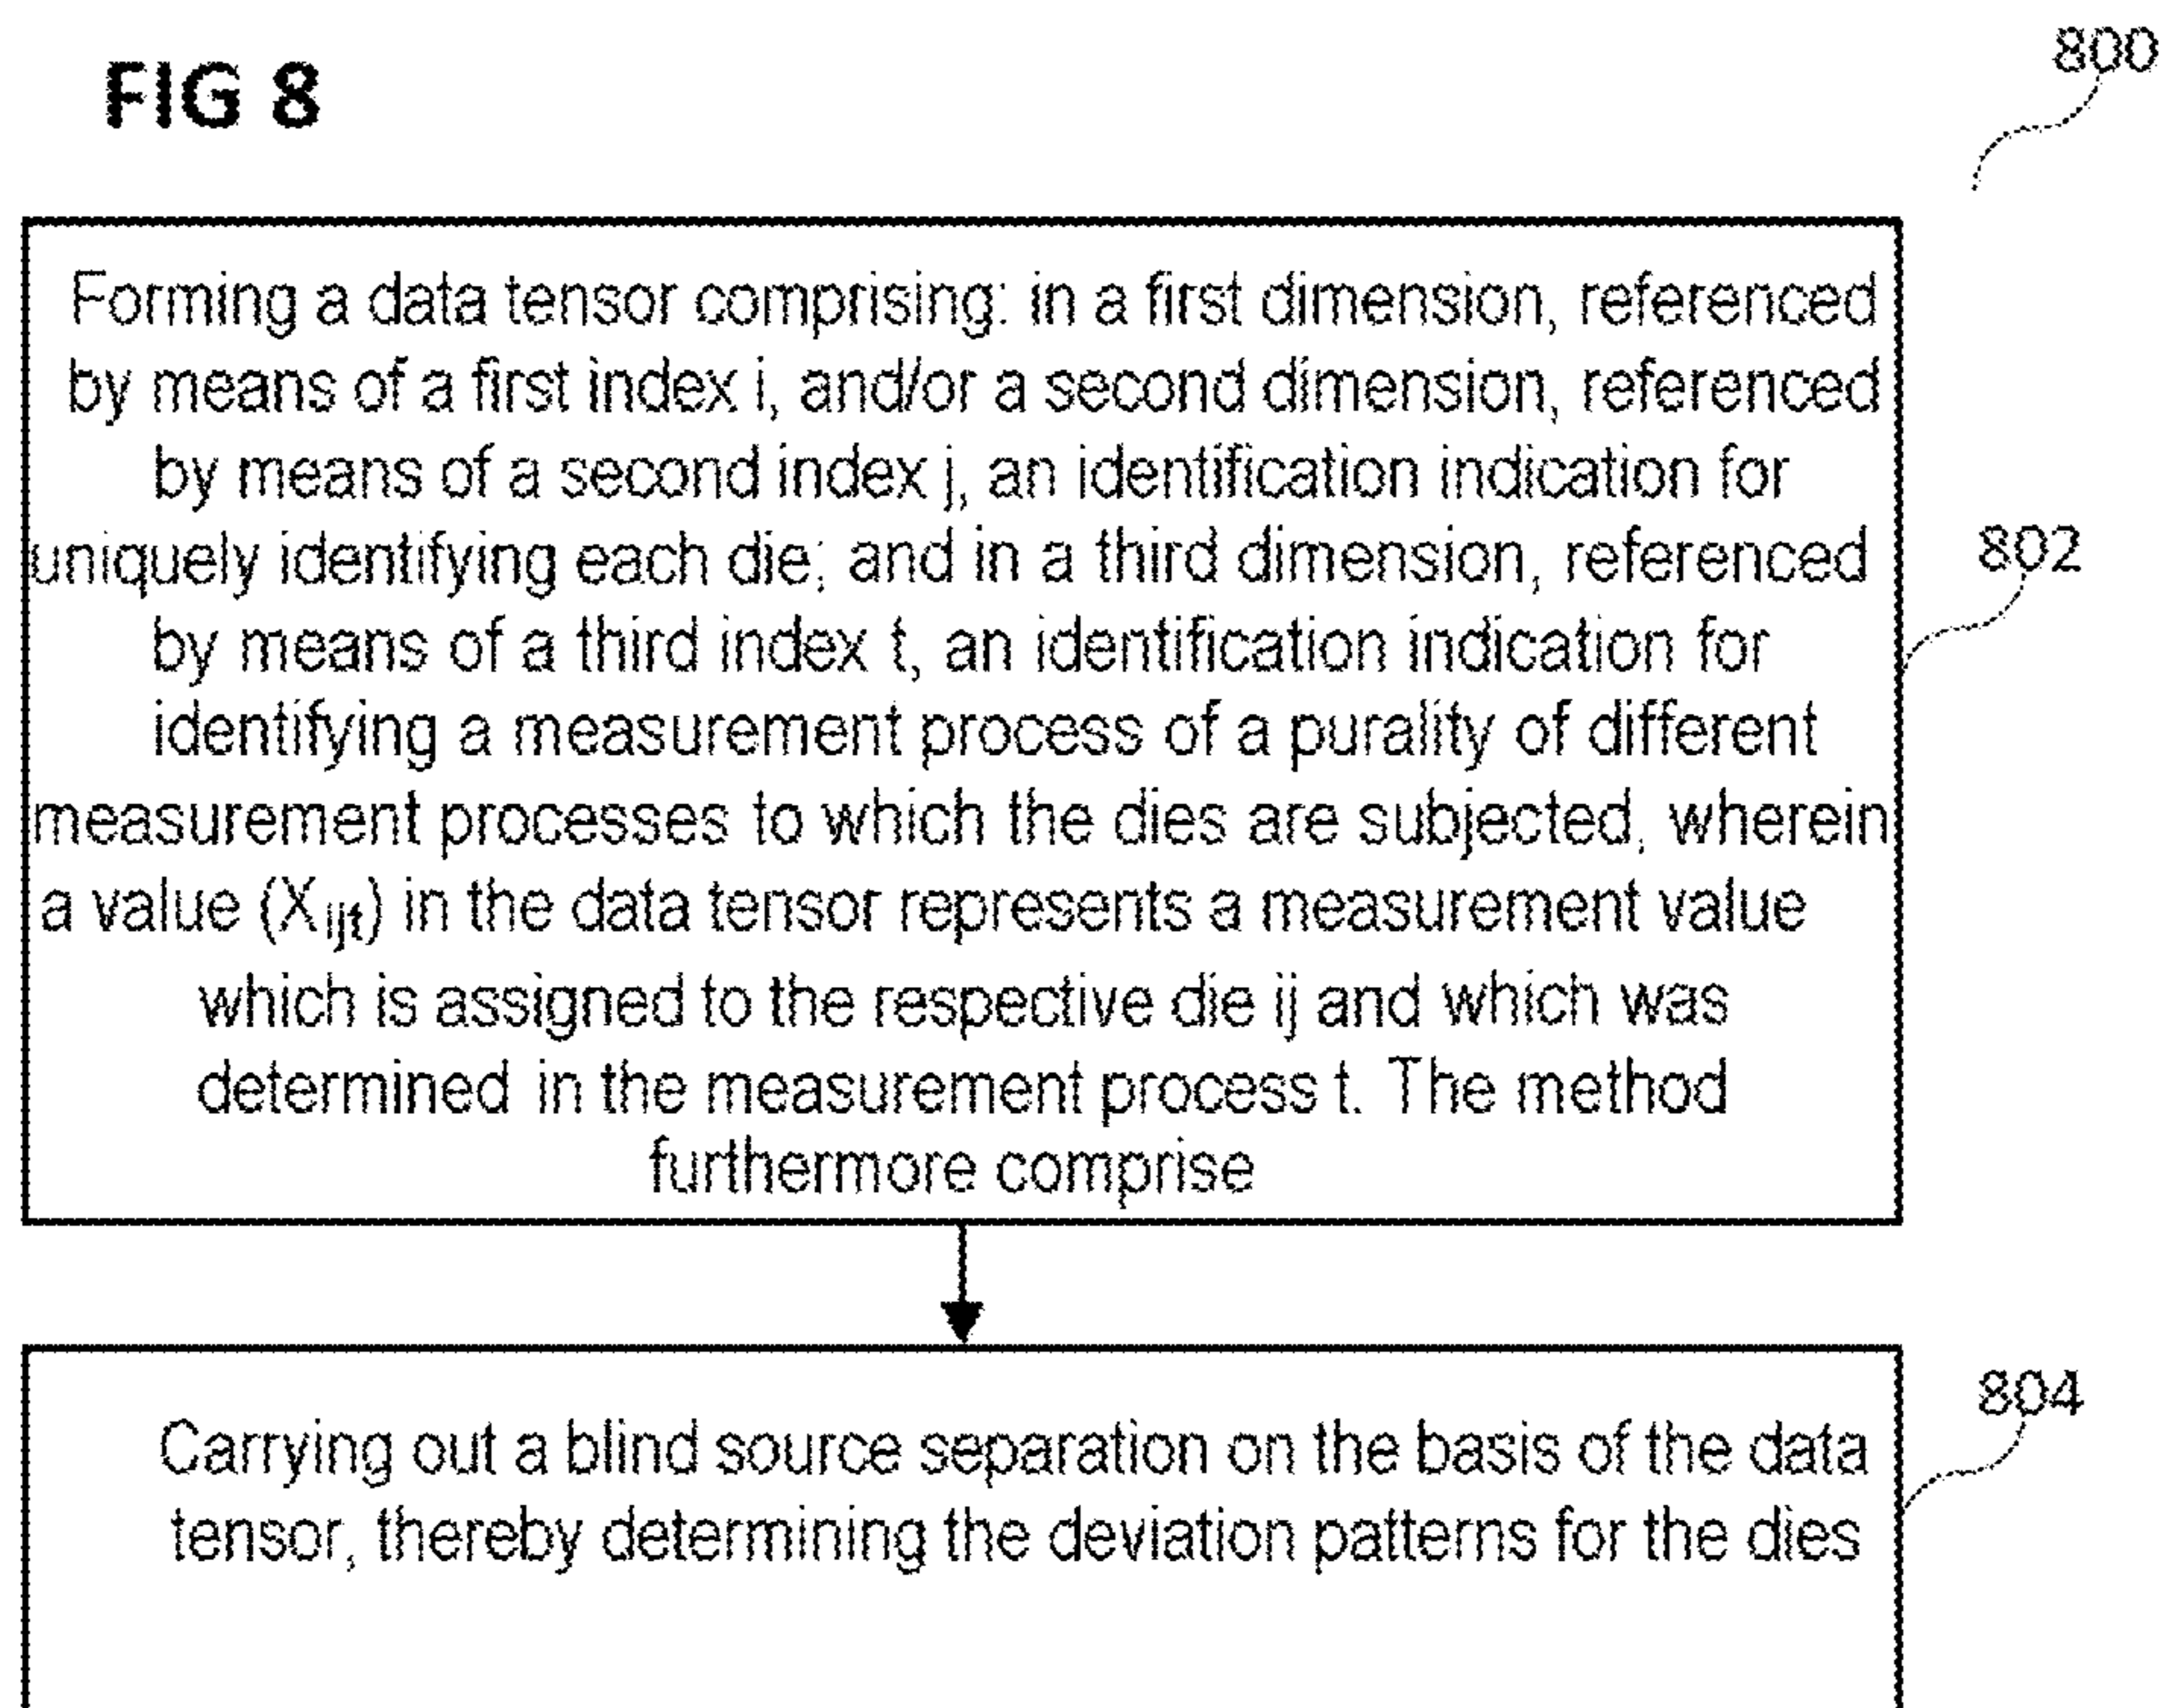 FIG 8
800
Forming a data tensor comprising: in a first dimension, referenced
by means of a first index i, and/or a second dimension, referenced
by means of a second index j, an identification indication for
uniquely identifying each die; and in a third dimension, referenced
by means of a third index t, an identification indication for
identifying a measurement process of a purality of different
measurement processes to which the dies are subjected, wherein
a value (Xijt) in the data tensor represents a measurement value
which is assigned to the respective die ij and which was
determined in the measurement process t. The method
furthermore comprise
802
Carrying out a blind source separation on the basis of the data
tensor, thereby determining the deviation patterns for the dies
804